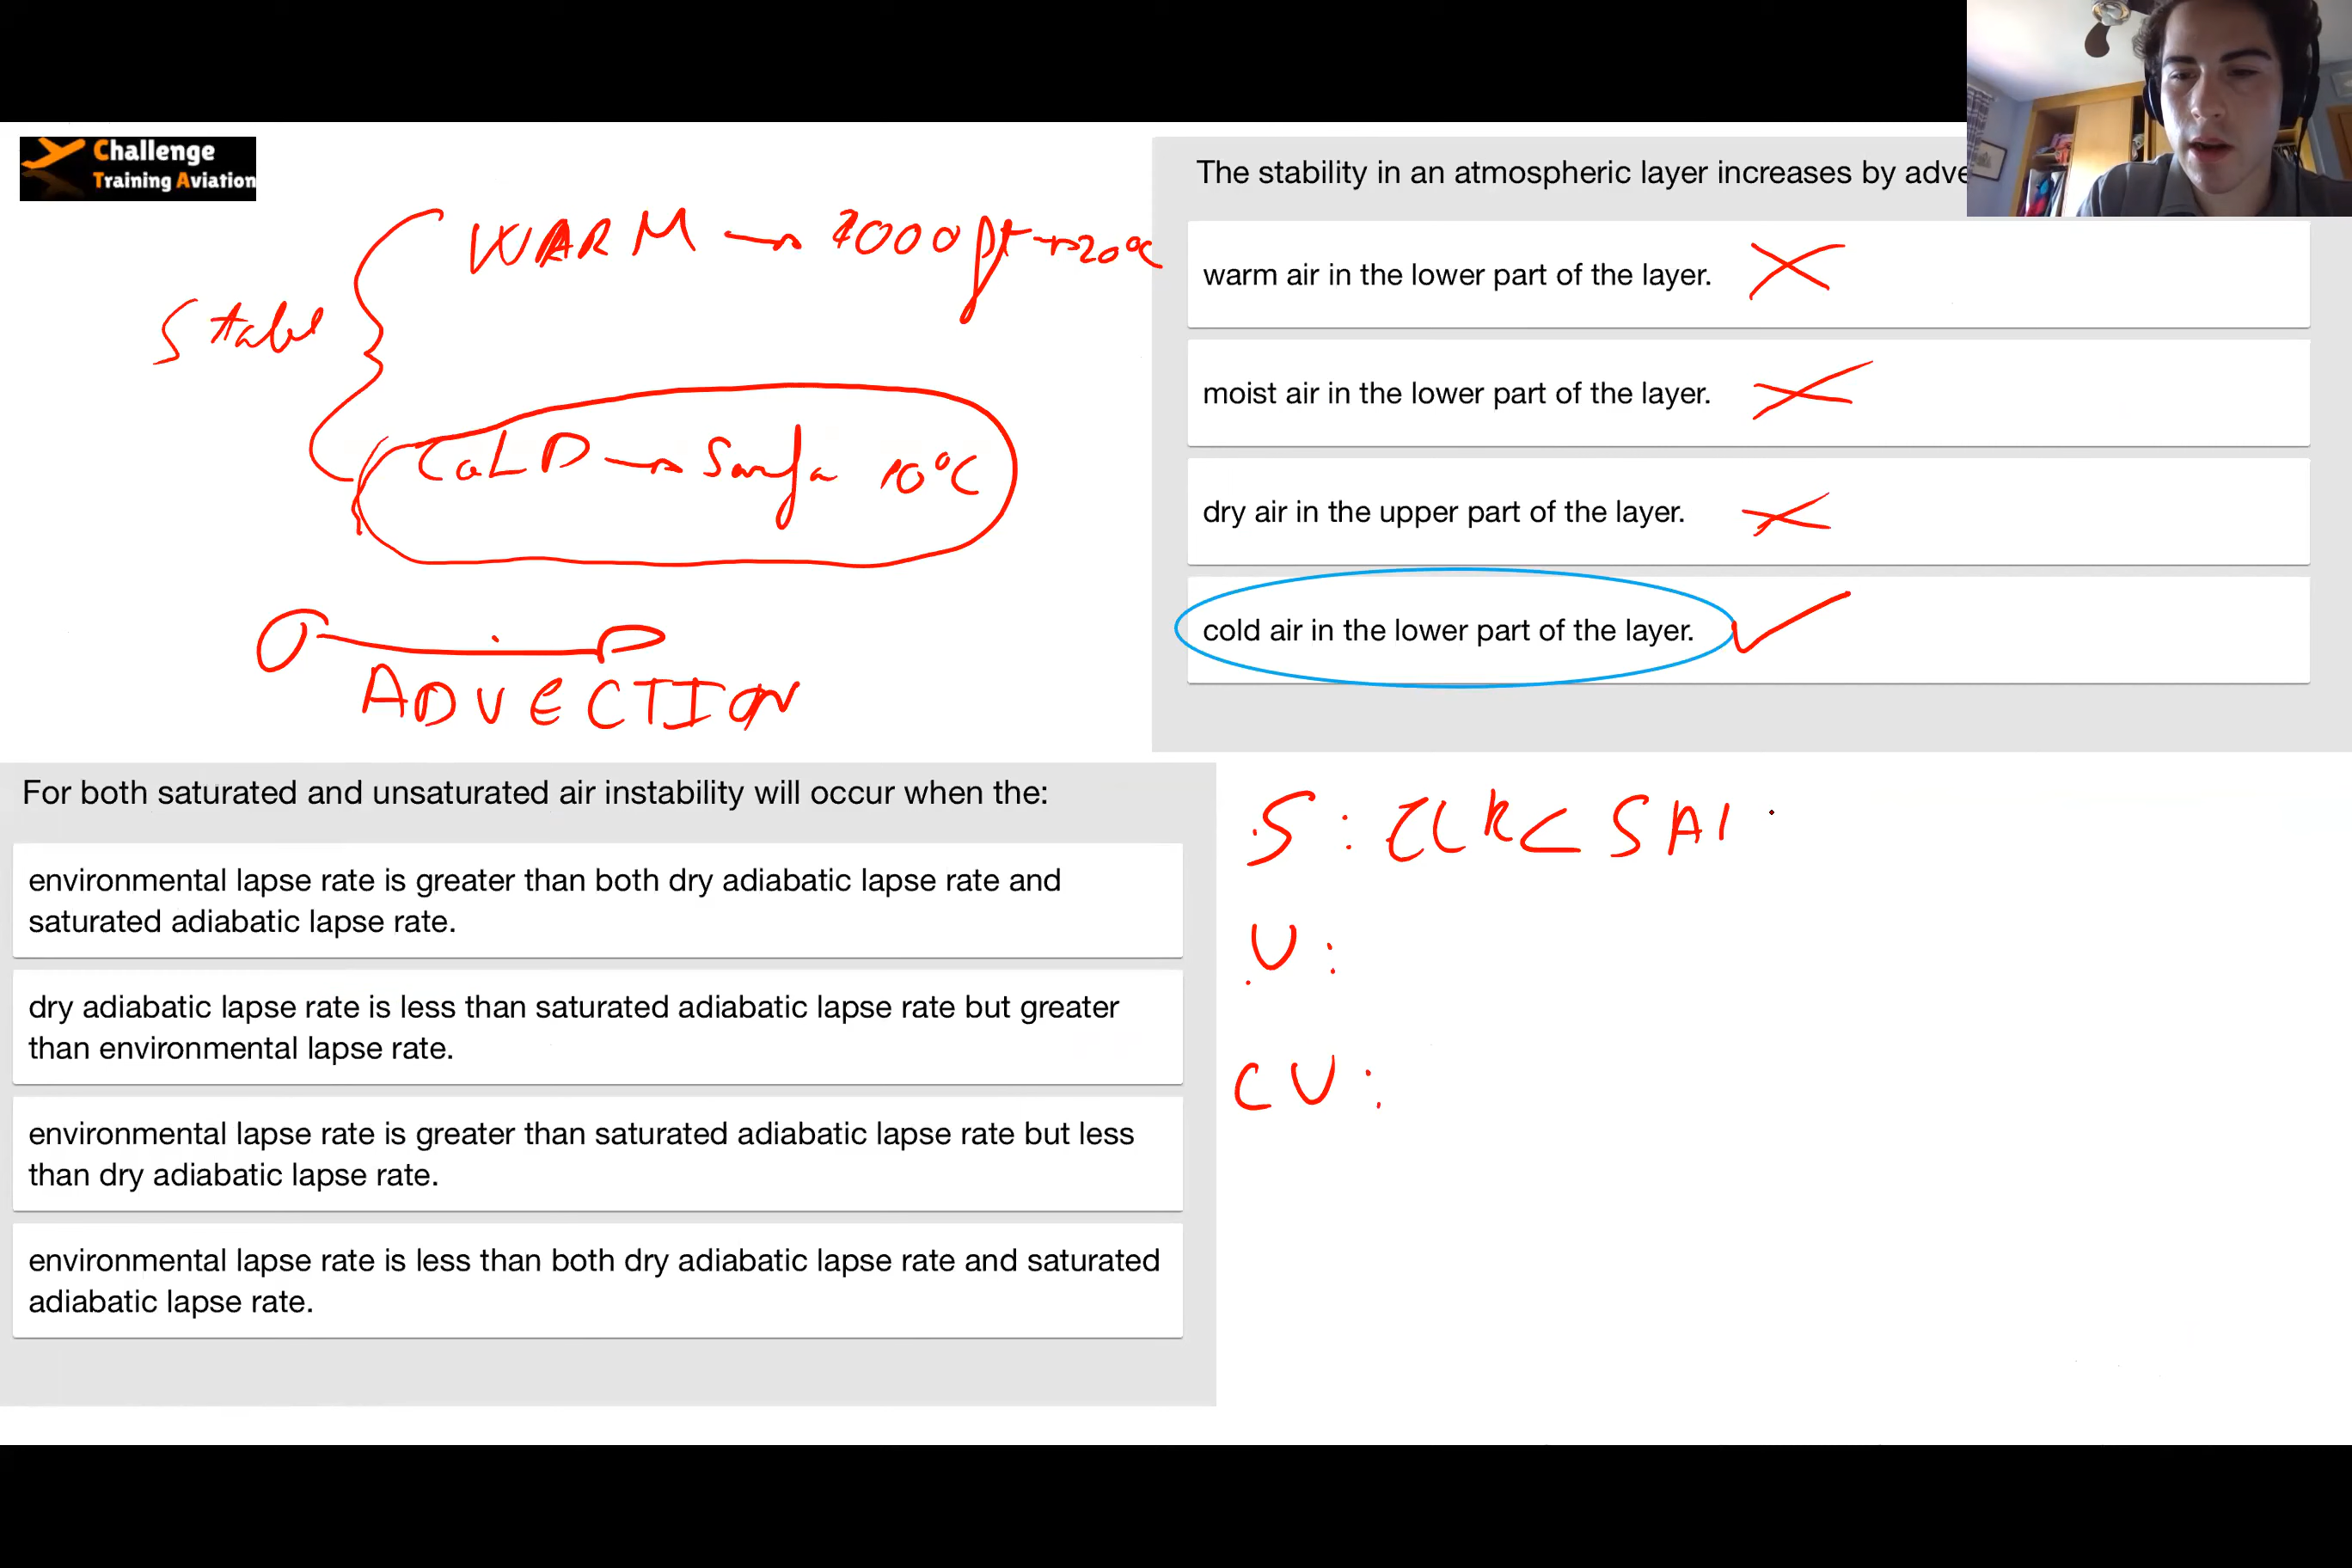 Challenge
Training Aviation
WARM → 2000 ft → 20°C
Stable
COLD → Surfa 10°C
ADVECTION
The stability in an atmospheric layer increases by adve
warm air in the lower part of the layer.
moist air in the lower part of the layer.
dry air in the upper part of the layer.
cold air in the lower part of the layer.
For both saturated and unsaturated air instability will occur when the:
environmental lapse rate is greater than both dry adiabatic lapse rate and
saturated adiabatic lapse rate.
dry adiabatic lapse rate is less than saturated adiabatic lapse rate but greater
than environmental lapse rate.
environmental lapse rate is greater than saturated adiabatic lapse rate but less
than dry adiabatic lapse rate.
environmental lapse rate is less than both dry adiabatic lapse rate and saturated
adiabatic lapse rate.
S: ELR < SAI
U:
CU: